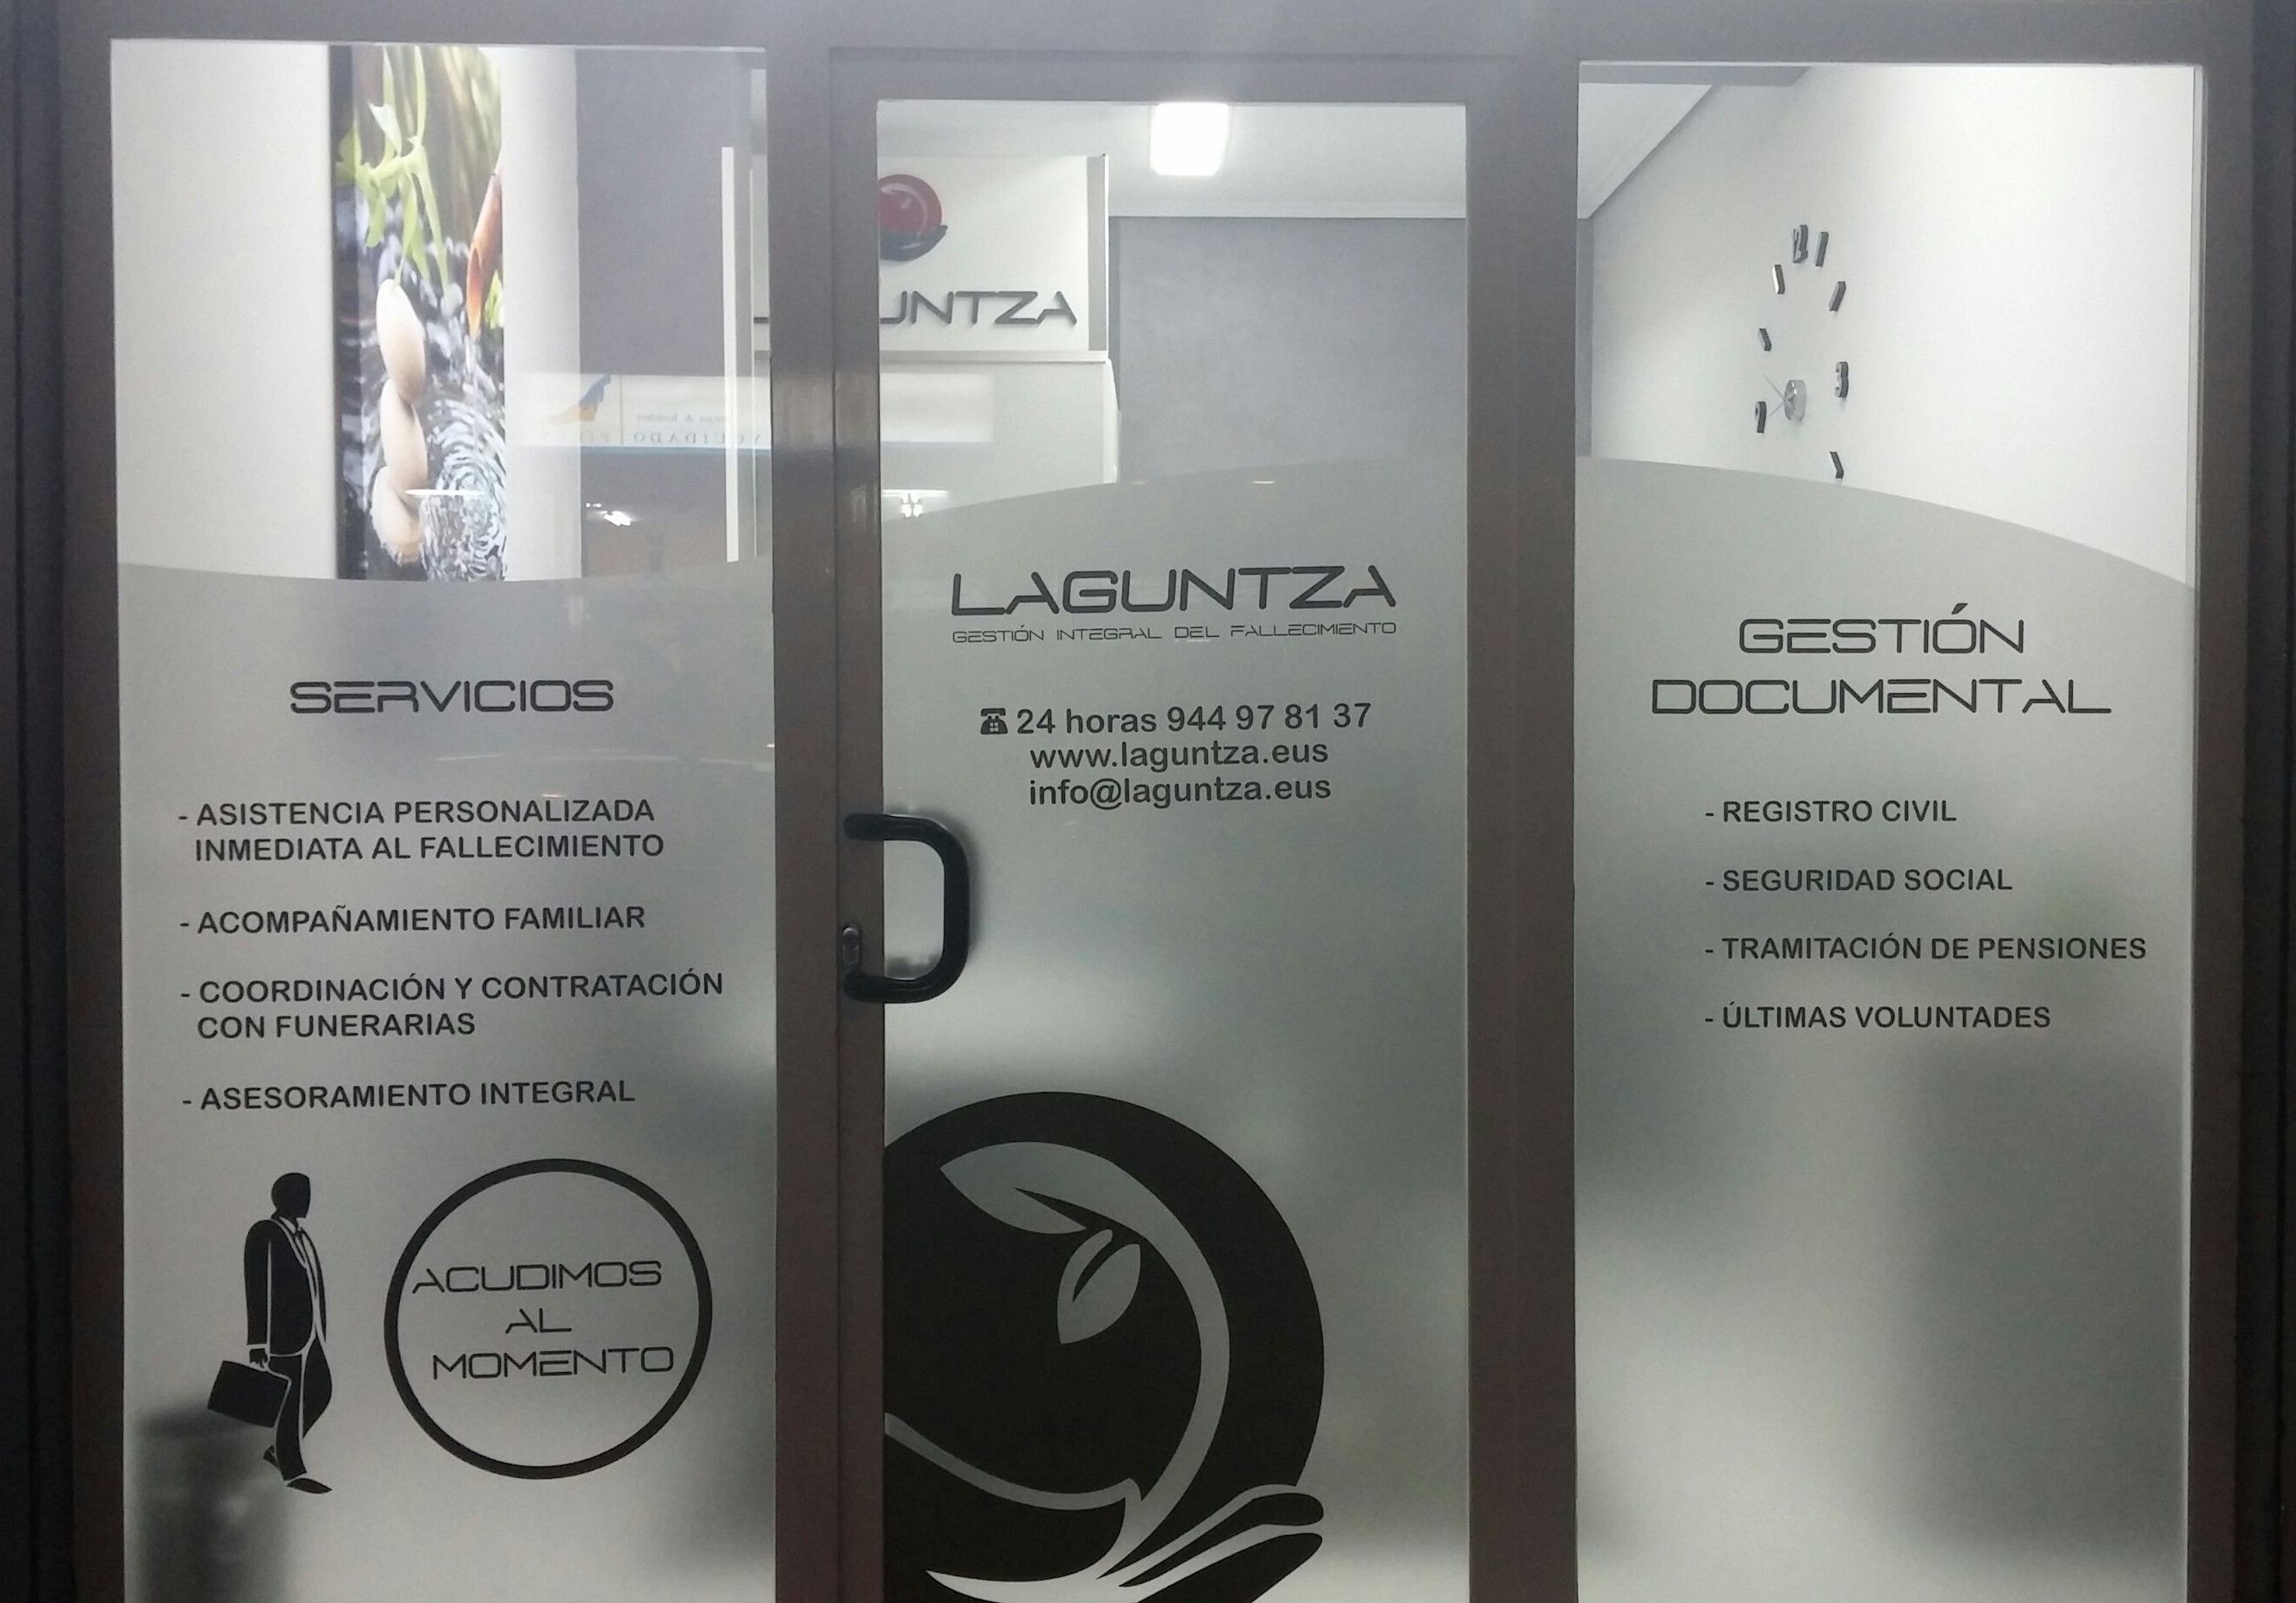 UNTZA
SERVICIOS
- ASISTENCIA PERSONALIZADA
INMEDIATA AL FALLECIMIENTO
- ACOMPAÑAMIENTO FAMILIAR
- COORDINACIÓN Y CONTRATACIÓN
CON FUNERARIAS
- ASESORAMIENTO INTEGRAL
ACUDIMOS
AL
MOMENTO
LAGUNTZA
GESTIÓN INTEGRAL DEL FALLECIMIENTO
☎ 24 horas 944 97 81 37
www.laguntza.eus
info@laguntza.eus
GESTIÓN
DOCUMENTAL
- REGISTRO CIVIL
- SEGURIDAD SOCIAL
- TRAMITACIÓN DE PENSIONES
- ÚLTIMAS VOLUNTADES